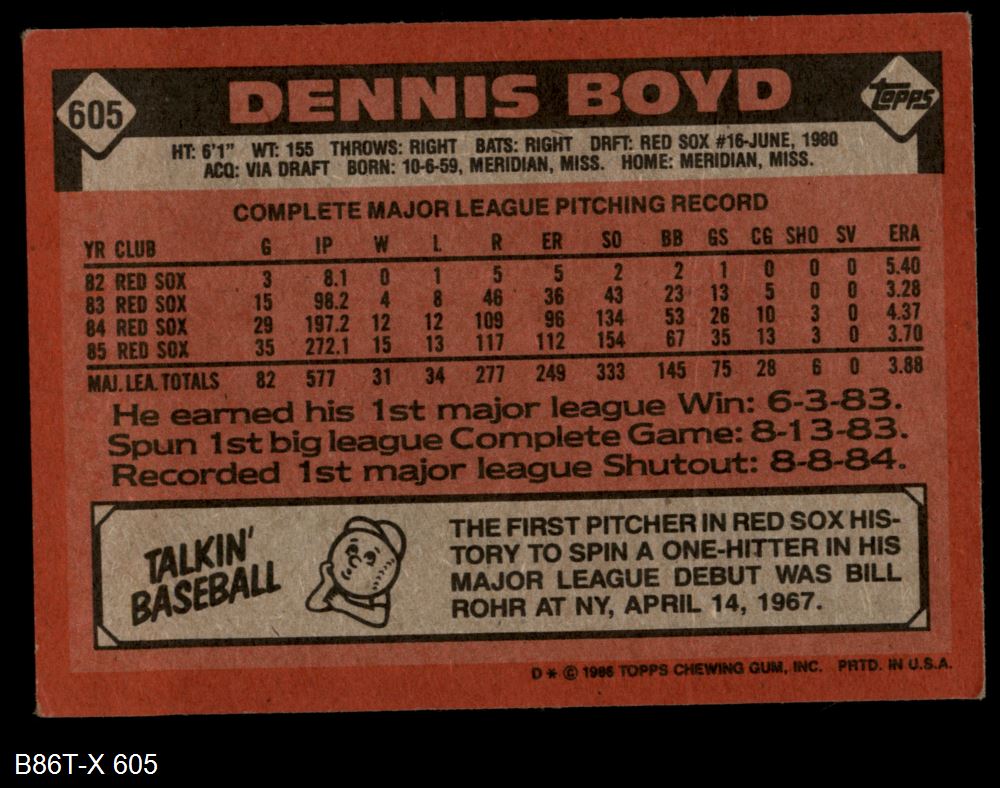 605
DENNIS BOYD
topps
HT: 6'1" WT: 155 THROWS: RIGHT BATS: RIGHT DRFT: RED SOX #16-JUNE, 1980
ACQ: VIA DRAFT BORN: 10-6-59, MERIDIAN, MISS. HOME: MERIDIAN, MISS.
COMPLETE MAJOR LEAGUE PITCHING RECORD
YR CLUB G IP W L R ER SO BB GS CG SHO SV ERA
82 RED SOX 3 8.1 0 1 5 5 2 2 1 0 0 0 5.40
83 RED SOX 15 98.2 4 8 46 36 43 23 13 5 0 0 3.28
84 RED SOX 29 197.2 12 12 109 96 134 53 26 10 3 0 4.37
85 RED SOX 35 272.1 15 13 117 112 154 67 35 13 3 0 3.70
MAJ. LEA. TOTALS 82 577 31 34 277 249 333 145 75 28 6 0 3.88
He earned his 1st major league Win: 6-3-83.
Spun 1st big league Complete Game: 8-13-83.
Recorded 1st major league Shutout: 8-8-84.
TALKIN'
BASEBALL
THE FIRST PITCHER IN RED SOX HIS-
TORY TO SPIN A ONE-HITTER IN HIS
MAJOR LEAGUE DEBUT WAS BILL
ROHR AT NY, APRIL 14, 1967.
D * © 1986 TOPPS CHEWING GUM, INC. PRTD. IN U.S.A.
B86T-X 605